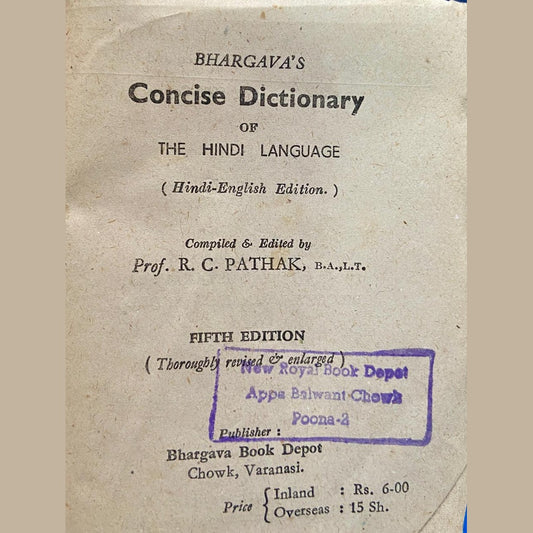 BHARGAVA'S
Concise Dictionary
OF
THE HINDI LANGUAGE
( Hindi-English Edition. )
Compiled & Edited by
Prof. R. C. PATHAK, B.A.,L.T.
FIFTH EDITION
( Thoroughly revised & enlarged )
New Royal Book Depot
Appa Balwant Chowk
Poona-2
Publisher :
Bhargava Book Depot
Chowk, Varanasi.
Price { Inland : Rs. 6-00
Overseas : 15 Sh.